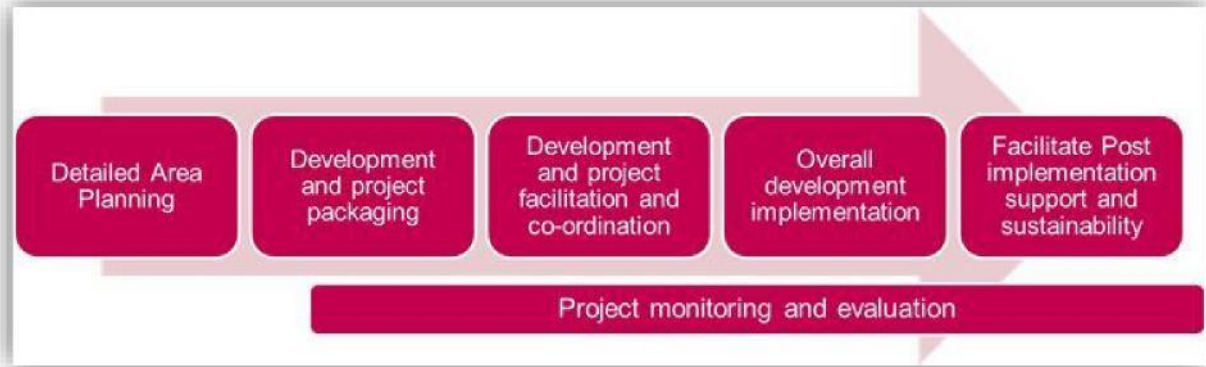 Detailed Area
Planning
Development
and project
packaging
Development
and project
facilitation and
co-ordination
Overall
development
implementation
Facilitate Post
implementation
support and
sustainability
Project monitoring and evaluation